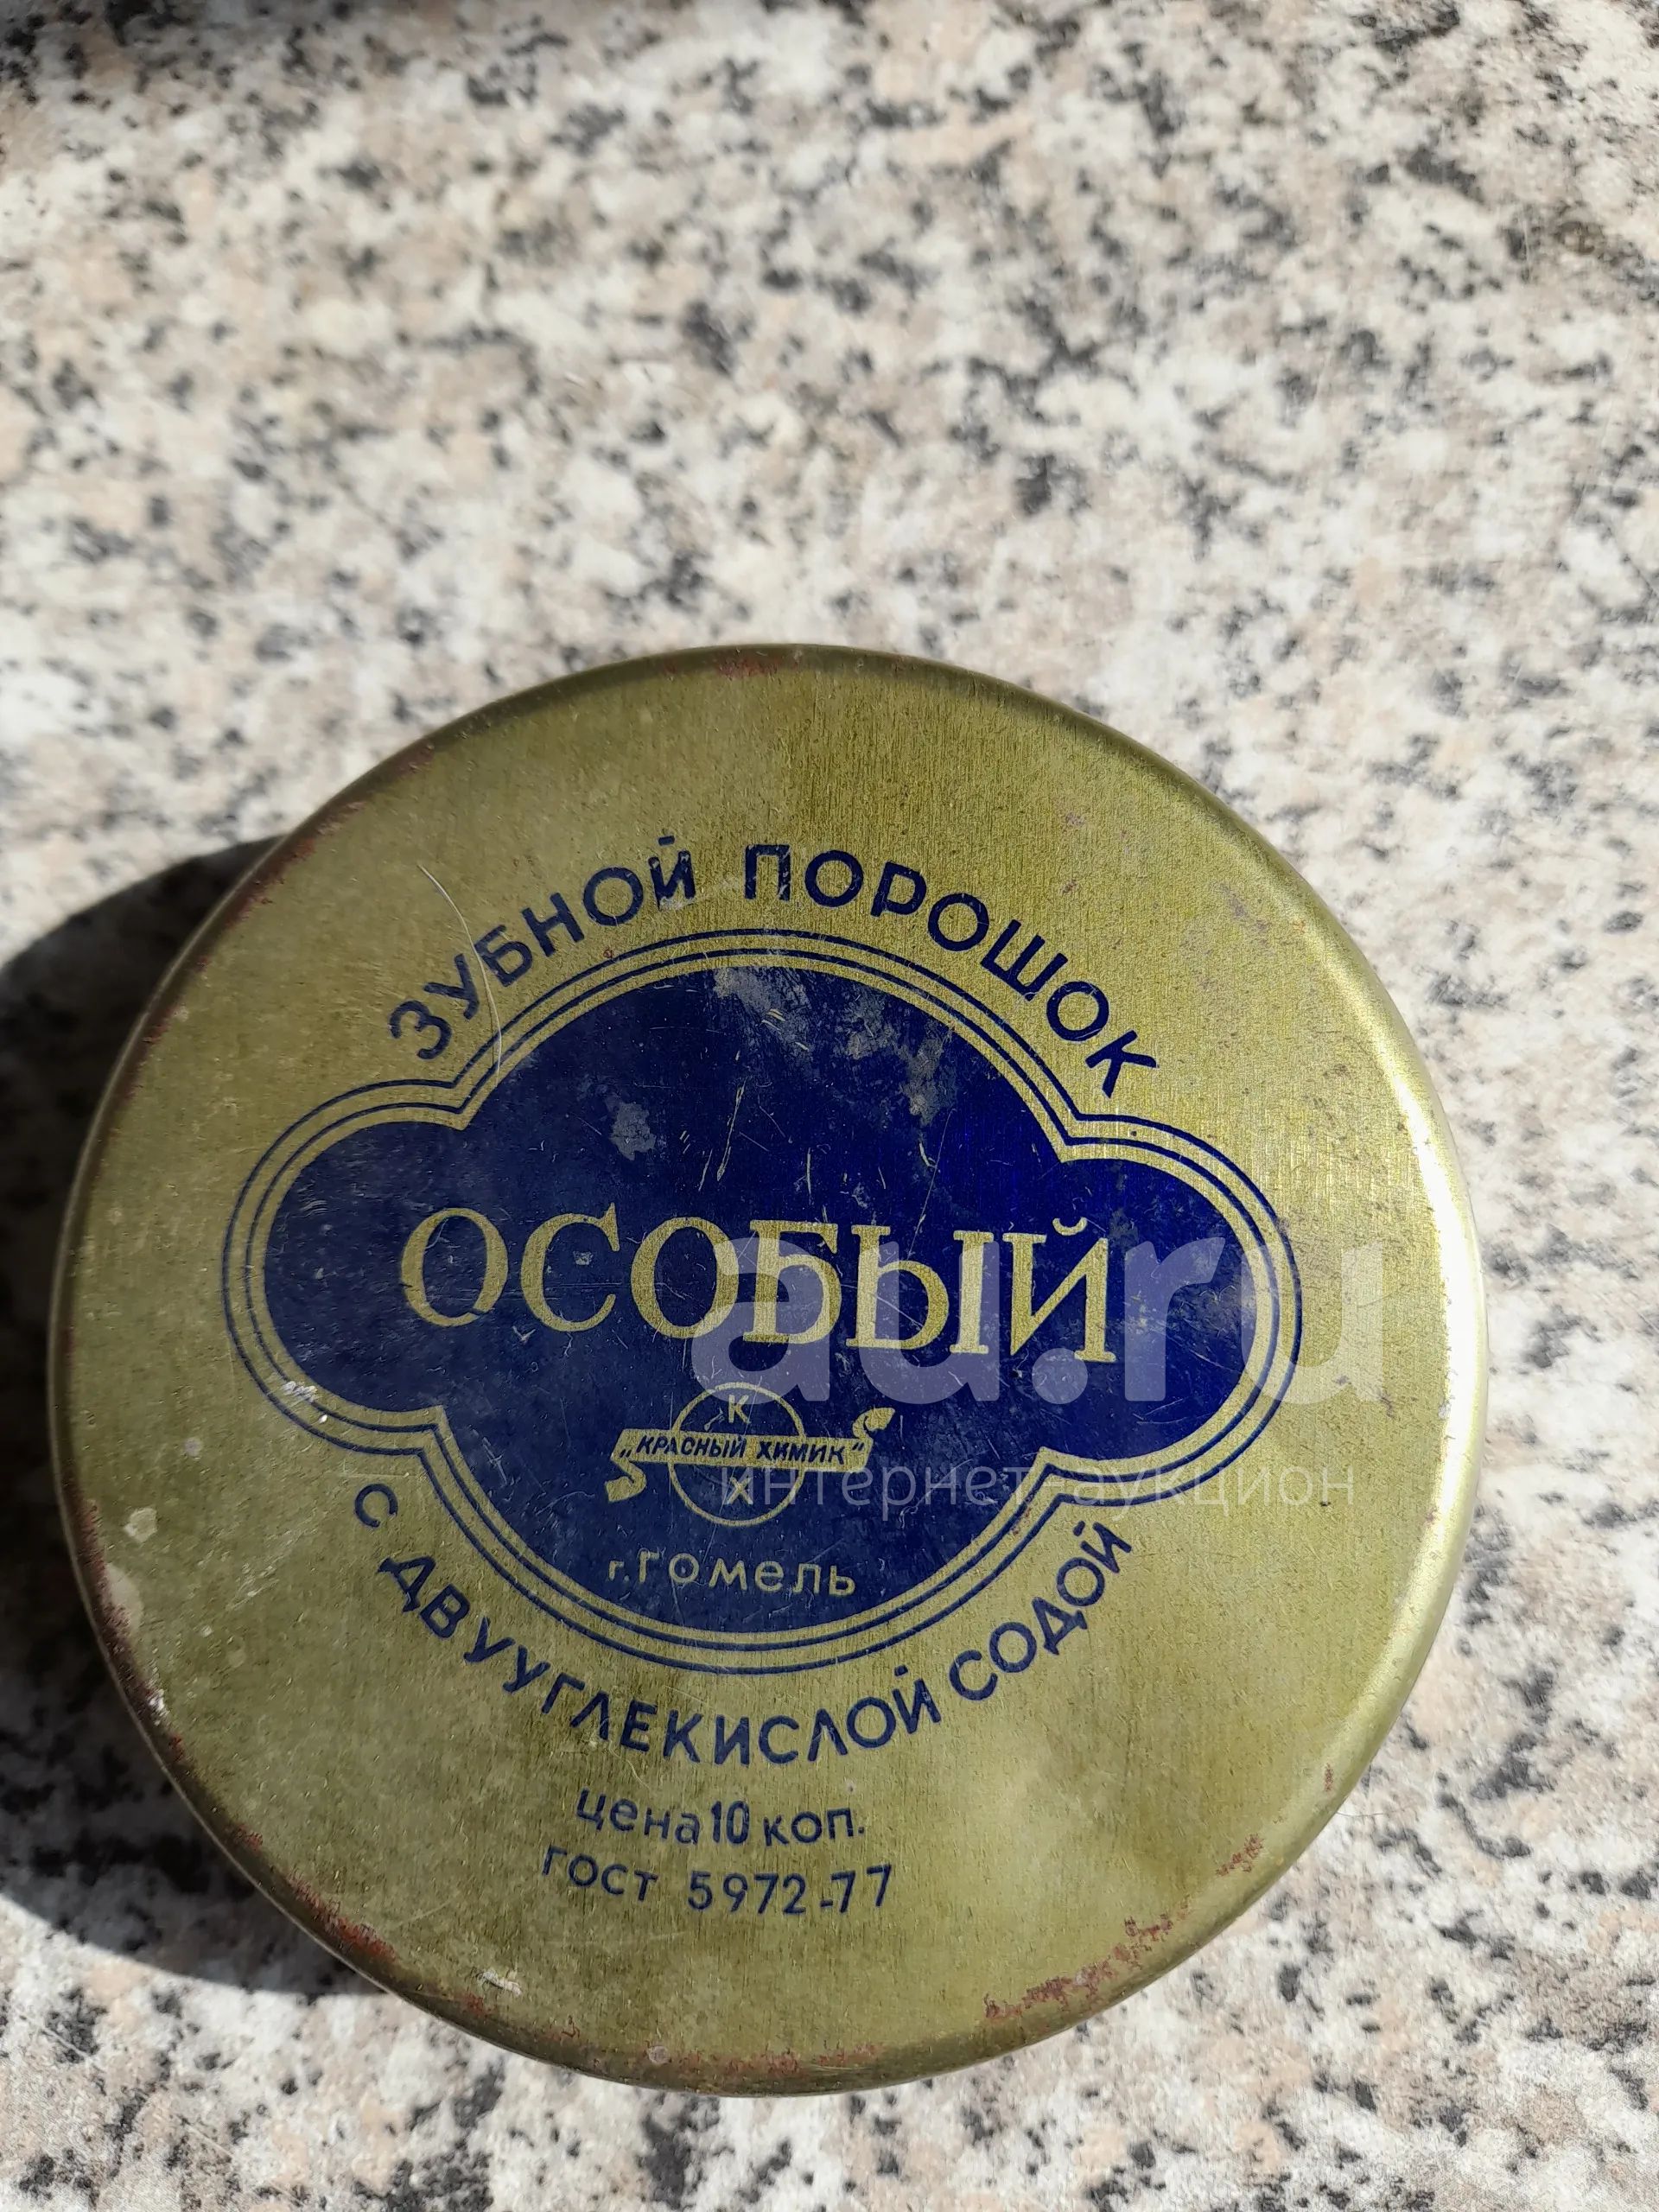 ЗУБНОЙ ПОРОШОК
ОСОБЫЙ
К
„КРАСНЫЙ ХИМИК“
Х
г. Гомель
С ДВУУГЛЕКИСЛОЙ СОДОЙ
цена 10 коп.
ГОСТ 5972-77
au.ru
интернет аукцион